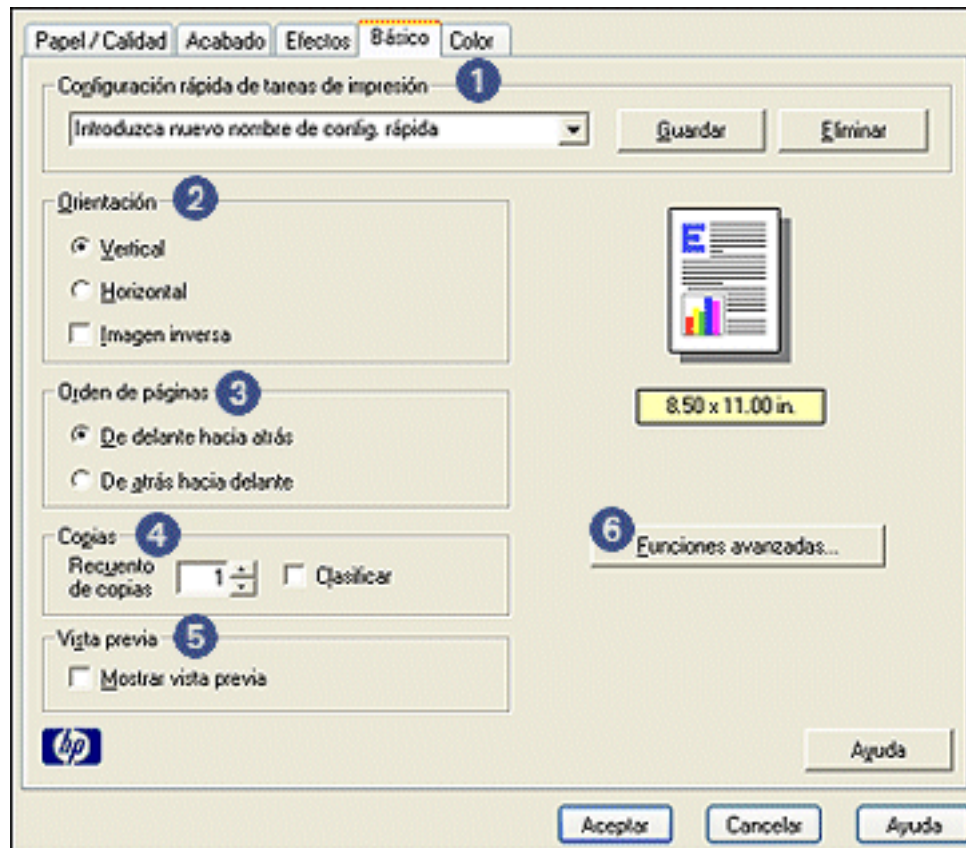 Papel / Calidad Acabado Efectos Básico Color
Configuración rápida de tareas de impresión 1
Introduzca nuevo nombre de config. rápida Guardar Eliminar
Orientación 2
Vertical
Horizontal
Imagen inversa
E
Orden de páginas 3
8.50 x 11.00 in.
De delante hacia atrás
De atrás hacia delante
Copias 4
6 Funciones avanzadas...
Recuento
de copias 1 Clasificar
Vista previa 5
Mostrar vista previa
hp
Ayuda
Aceptar Cancelar Ayuda